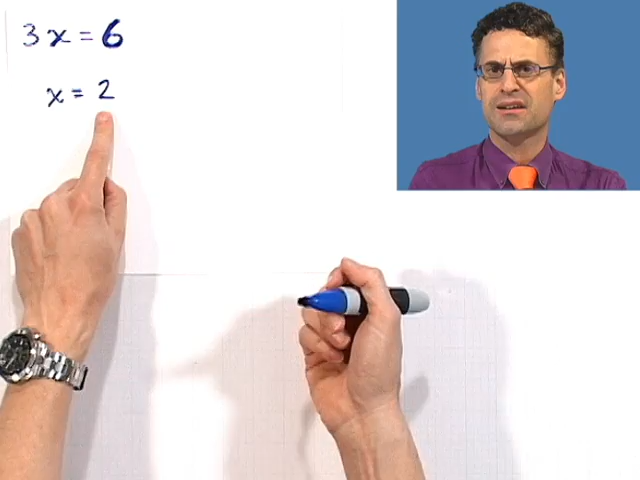 3x = 6
x = 2